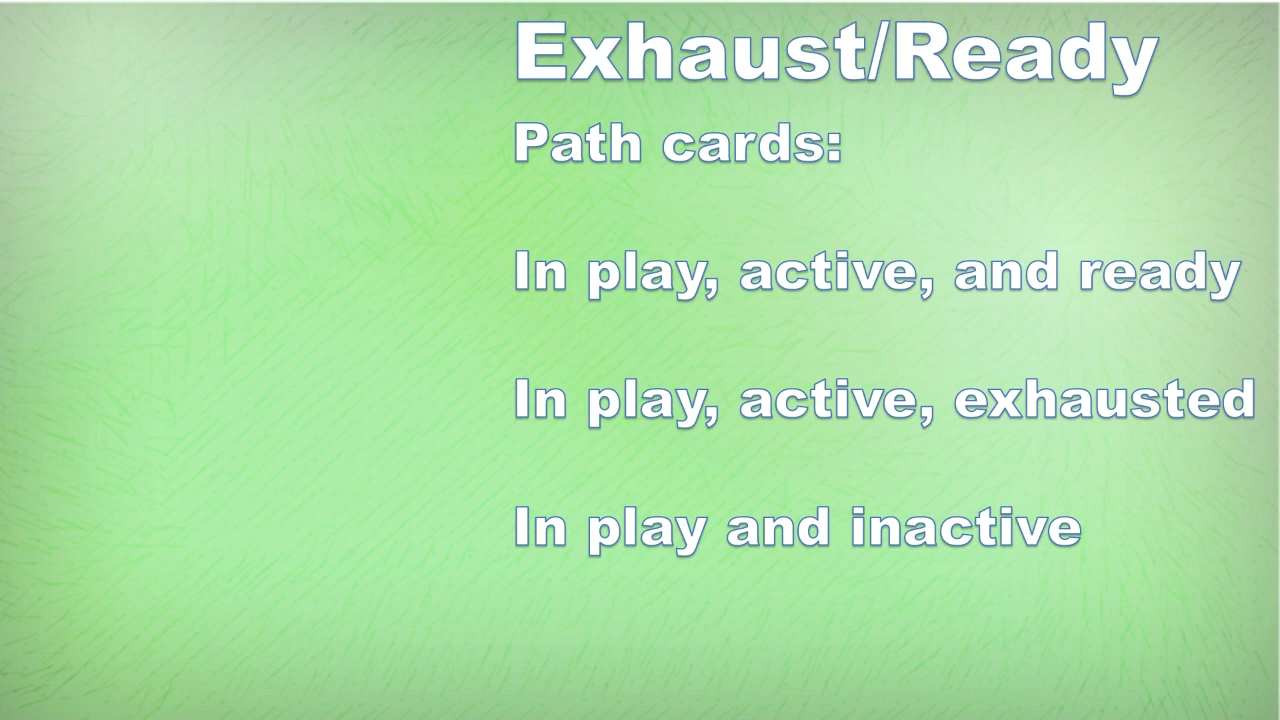 Exhaust/Ready
Path cards:
In play, active, and ready
In play, active, exhausted
In play and inactive